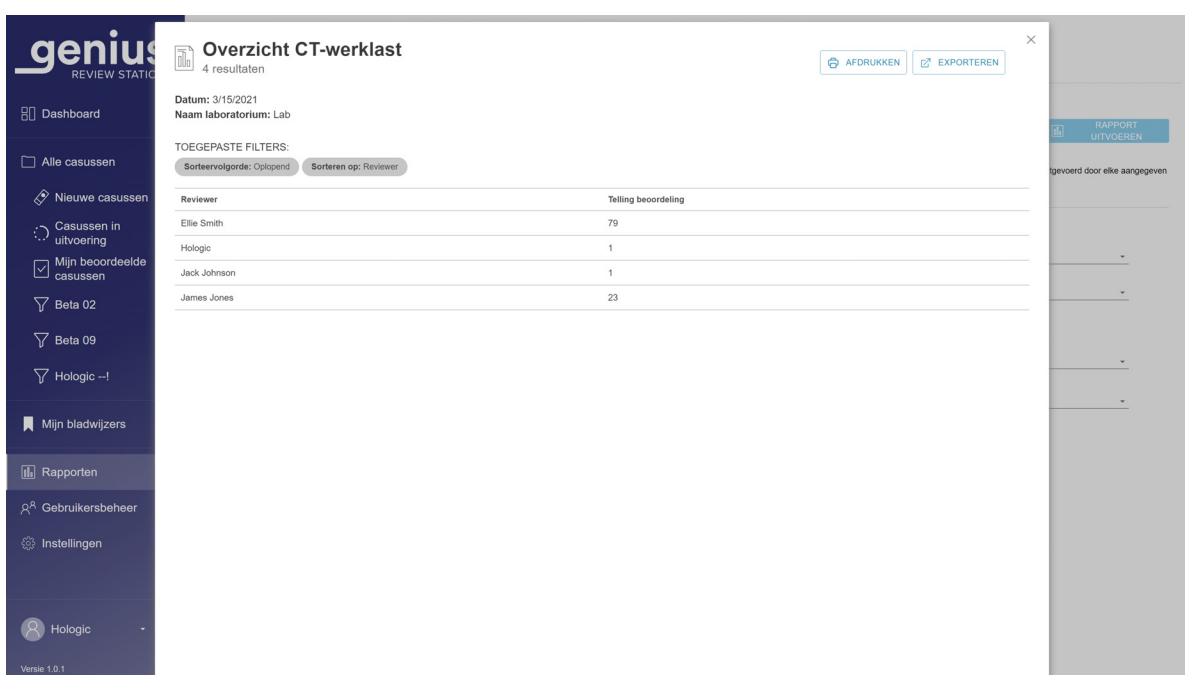 genius
REVIEW STATIC
Dashboard
Alle casussen
Nieuwe casussen
Casussen in
uitvoering
Mijn beoordeelde
casussen
Beta 02
Beta 09
Hologic --!
Mijn bladwijzers
Rapporten
Gebruikersbeheer
Instellingen
Hologic
Versie 1.0.1
Overzicht CT-werklast
4 resultaten
AFDRUKKEN
EXPORTEREN
Datum: 3/15/2021
Naam laboratorium: Lab
TOEGEPASTE FILTERS:
Sorteervolgorde: Oplopend
Sorteren op: Reviewer
Reviewer Telling beoordeling
Ellie Smith 79
Hologic 1
Jack Johnson 1
James Jones 23
RAPPORT
UITVOEREN
tgevoerd door elke aangegeven